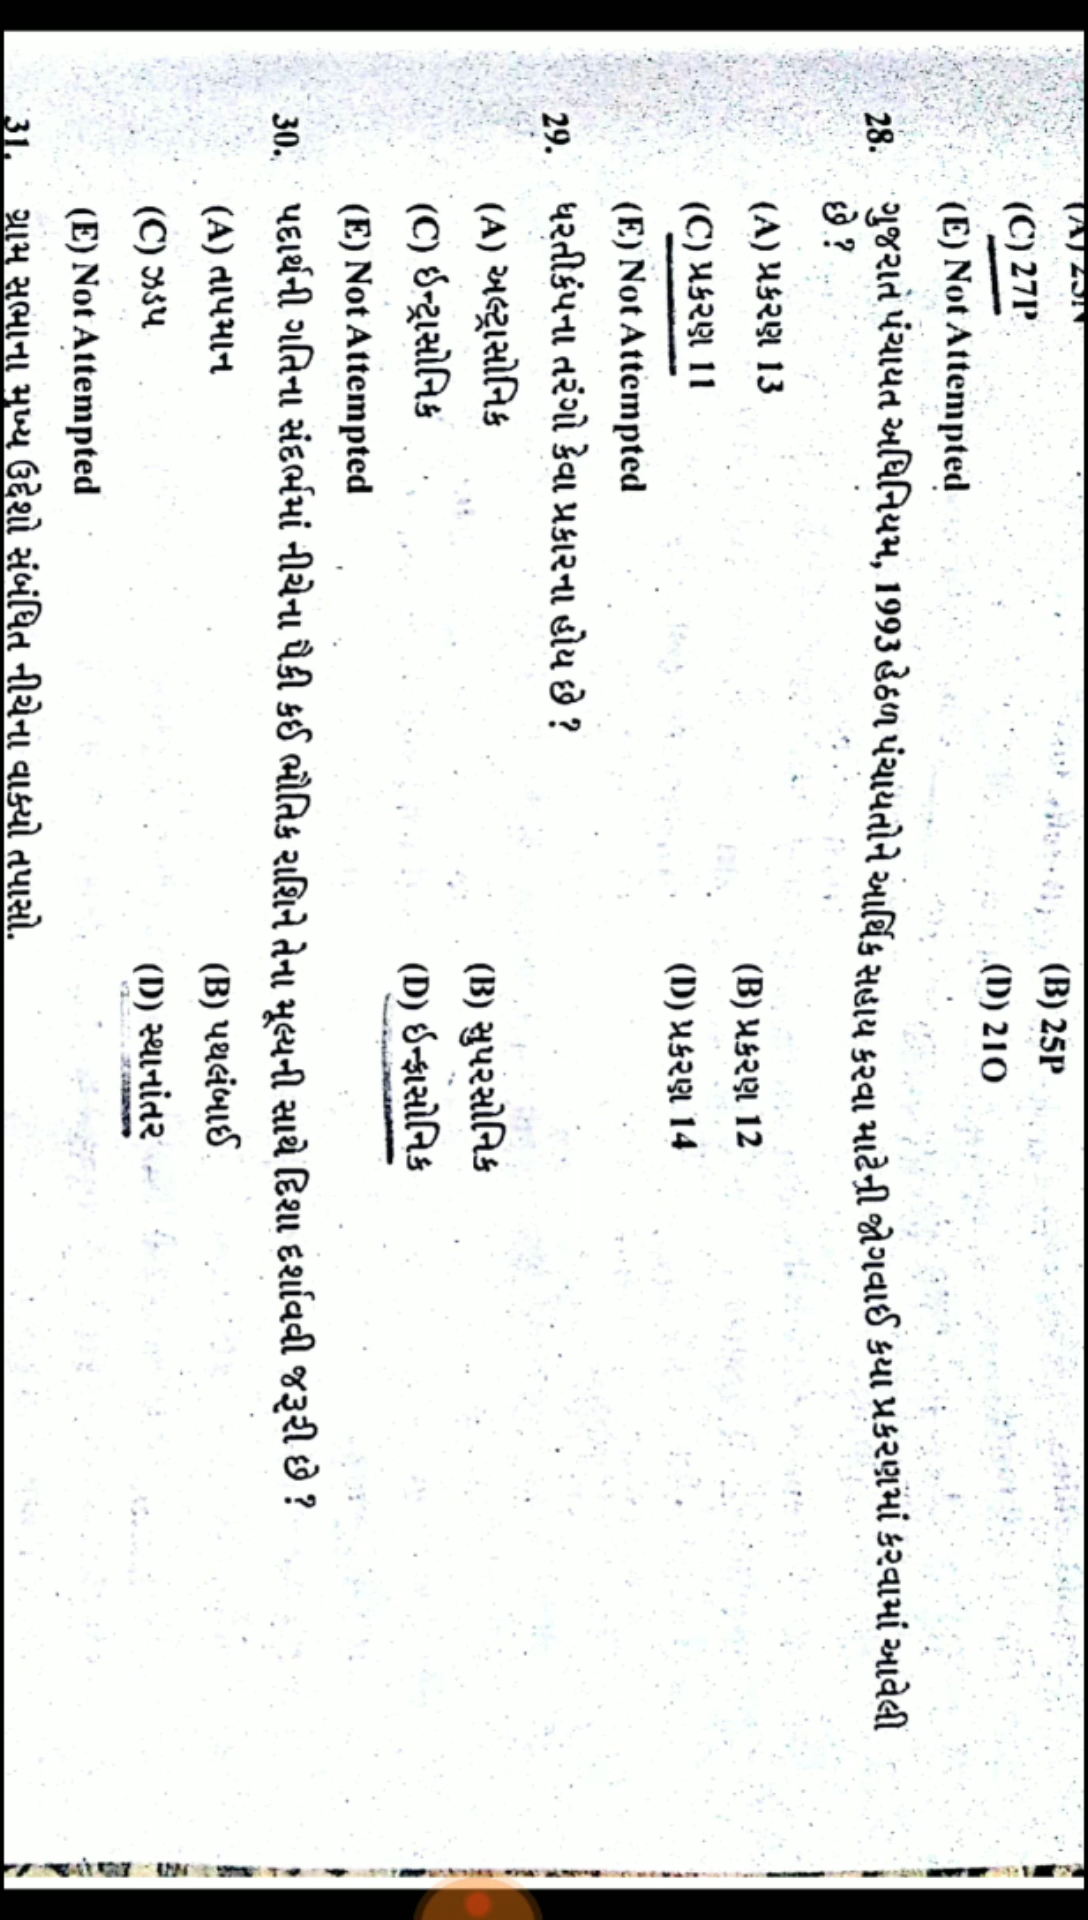 (B) 25P
(C) 27P (D) 21O
(E) Not Attempted
28. ગુજરાત પંચાયત અધિનિયમ, 1993 હેઠળ પંચાયતોને આર્થિક સહાય કરવા માટેની જોગવાઈ કયા પ્રકરણમાં કરવામાં આવેલી
છે ?
(A) પ્રકરણ 13 (B) પ્રકરણ 12
(C) પ્રકરણ 11 (D) પ્રકરણ 14
(E) Not Attempted
29. ધરતીકંપના તરંગો કેવા પ્રકારના હોય છે ?
(A) અલ્ટ્રાસોનિક (B) સુપરસોનિક
(C) ઈન્ટ્રાસોનિક (D) ઈન્ફ્રાસોનિક
(E) Not Attempted
30. પદાર્થની ગતિના સંદર્ભમાં નીચેના પૈકી કઈ ભૌતિક રાશિને તેના મૂલ્યની સાથે દિશા દર્શાવવી જરૂરી છે ?
(A) તાપમાન (B) પથલંબાઈ
(C) ઝડપ (D) સ્થાનાંતર
(E) Not Attempted
31. ગ્રામ સભાના મુખ્ય ઉદ્દેશો સંબંધિત નીચેના વાક્યો તપાસો.